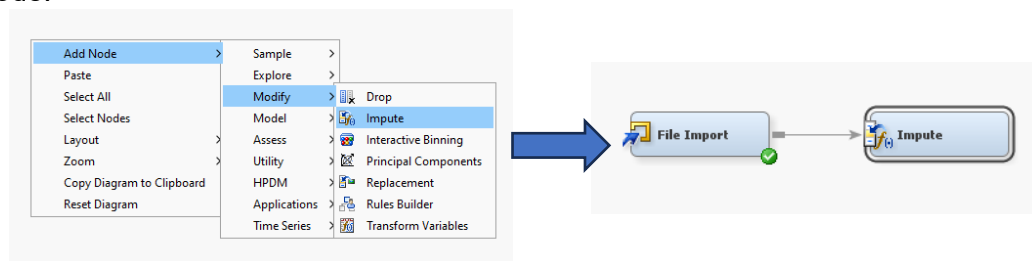 Add Node
Paste
Select All
Select Nodes
Layout
Zoom
Copy Diagram to Clipboard
Reset Diagram
Sample
Explore
Modify
Model
Assess
Utility
HPDM
Applications
Time Series
Drop
Impute
Interactive Binning
Principal Components
Replacement
Rules Builder
Transform Variables
File Import
Impute